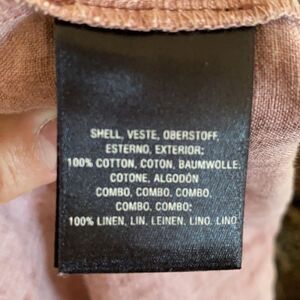 SHELL, VESTE, OBERSTOFF,
ESTERNO, EXTERIOR:
100% COTTON, COTON, BAUMWOLLE,
COTONE, ALGODÓN
COMBO, COMBO, COMBO,
COMBO, COMBO:
100% LINEN, LIN, LEINEN, LINO, LINO